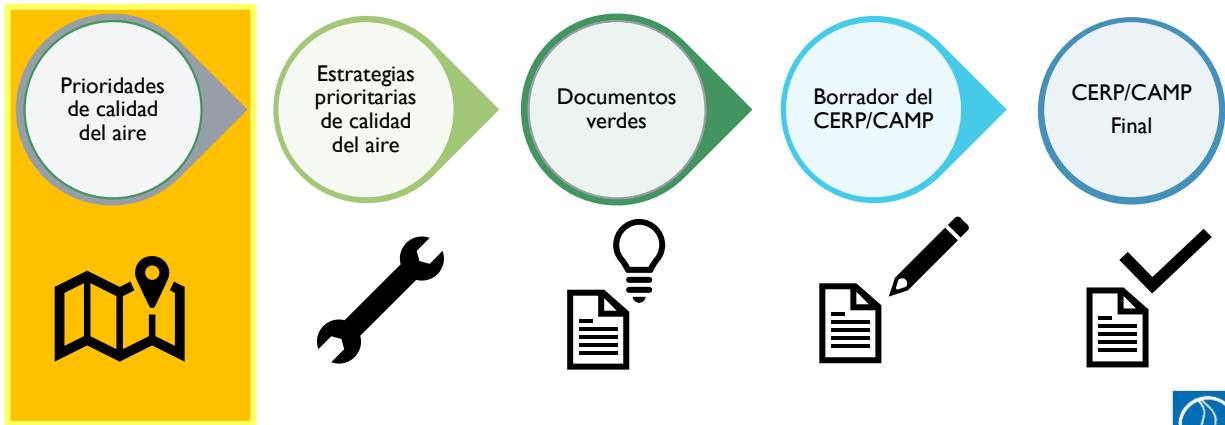 Prioridades
de calidad
del aire
Estrategias
prioritarias
de calidad
del aire
Documentos
verdes
Borrador del
CERP/CAMP
CERP/CAMP
Final